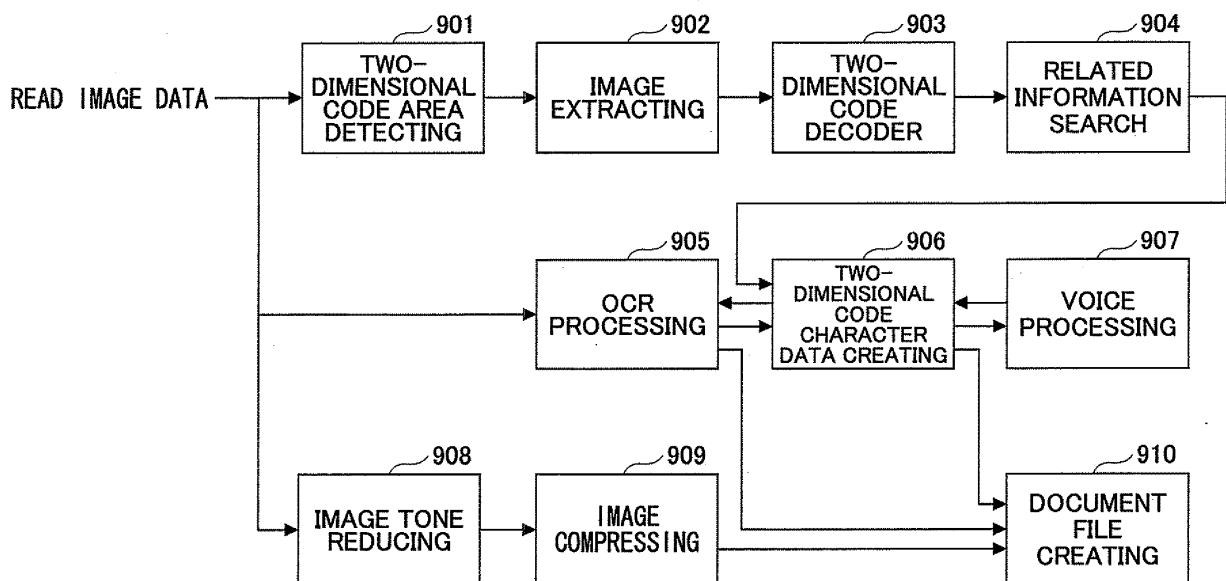 901
902
903
904
READ IMAGE DATA
TWO-
DIMENSIONAL
CODE AREA
DETECTING
IMAGE
EXTRACTING
TWO-
DIMENSIONAL
CODE
DECODER
RELATED
INFORMATION
SEARCH
905
906
907
OCR
PROCESSING
TWO-
DIMENSIONAL
CODE
CHARACTER
DATA CREATING
VOICE
PROCESSING
908
909
910
IMAGE TONE
REDUCING
IMAGE
COMPRESSING
DOCUMENT
FILE
CREATING